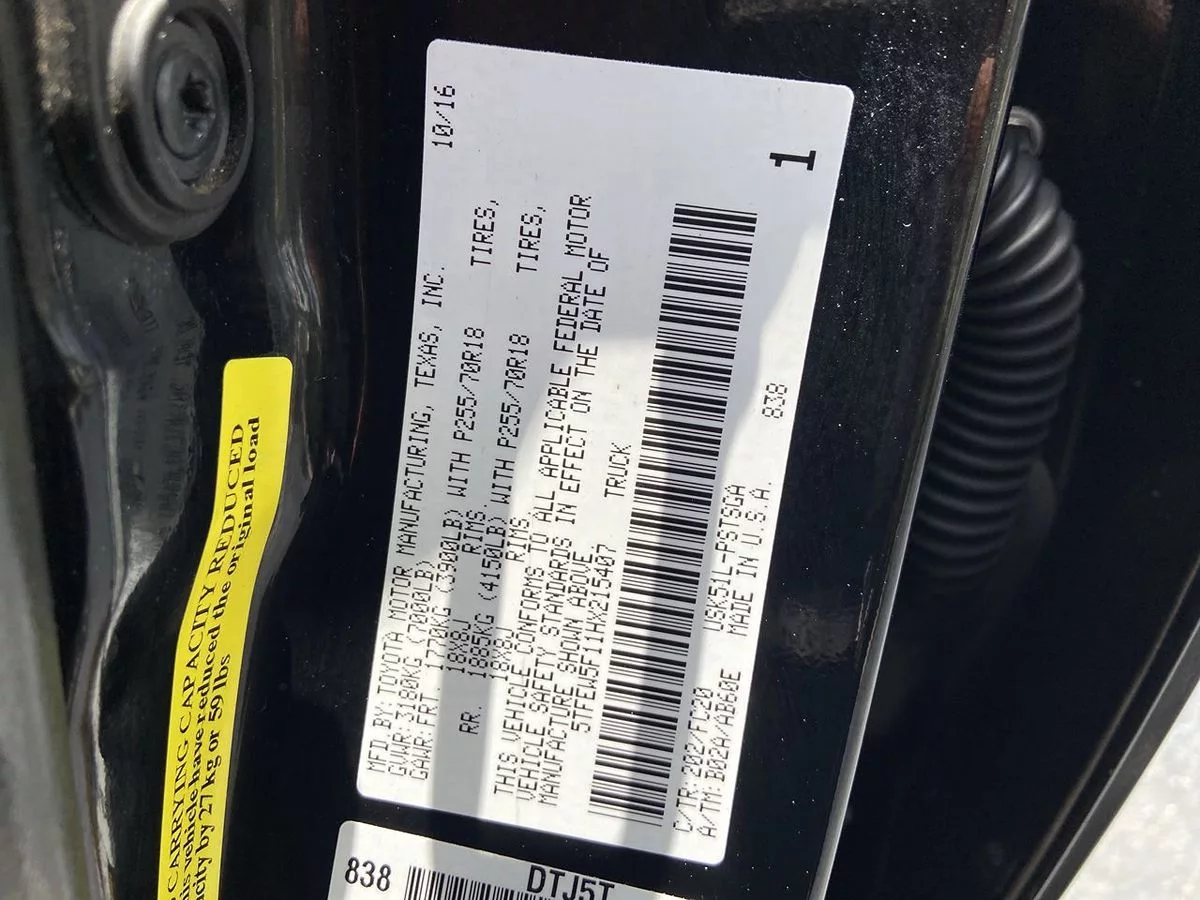 10/16
MFD BY: TOYOTA MOTOR MANUFACTURING, TEXAS, INC.
GVWR:3180KG (7000LB)
GAWR:FRT. 1770KG (3900LB) WITH P255/70R18 TIRES,
18X8J RIMS
RR. 1885KG (4150LB) WITH P255/70R18 TIRES,
18X8J RIMS
THIS VEHICLE CONFORMS TO ALL APPLICABLE FEDERAL MOTOR
VEHICLE SAFETY STANDARDS IN EFFECT ON THE DATE OF
MANUFACTURE SHOWN ABOVE.
5TFEW5F11HX215407 TRUCK
C/TR:202/FC20 USK51L-PSTSGA
A/TM:B02A/AB60E MADE IN U.S.A. 838
1
CARRYING CAPACITY REDUCED
this vehicle have reduced the original load
by 27 kg or 59 lbs
838
DTJ5T